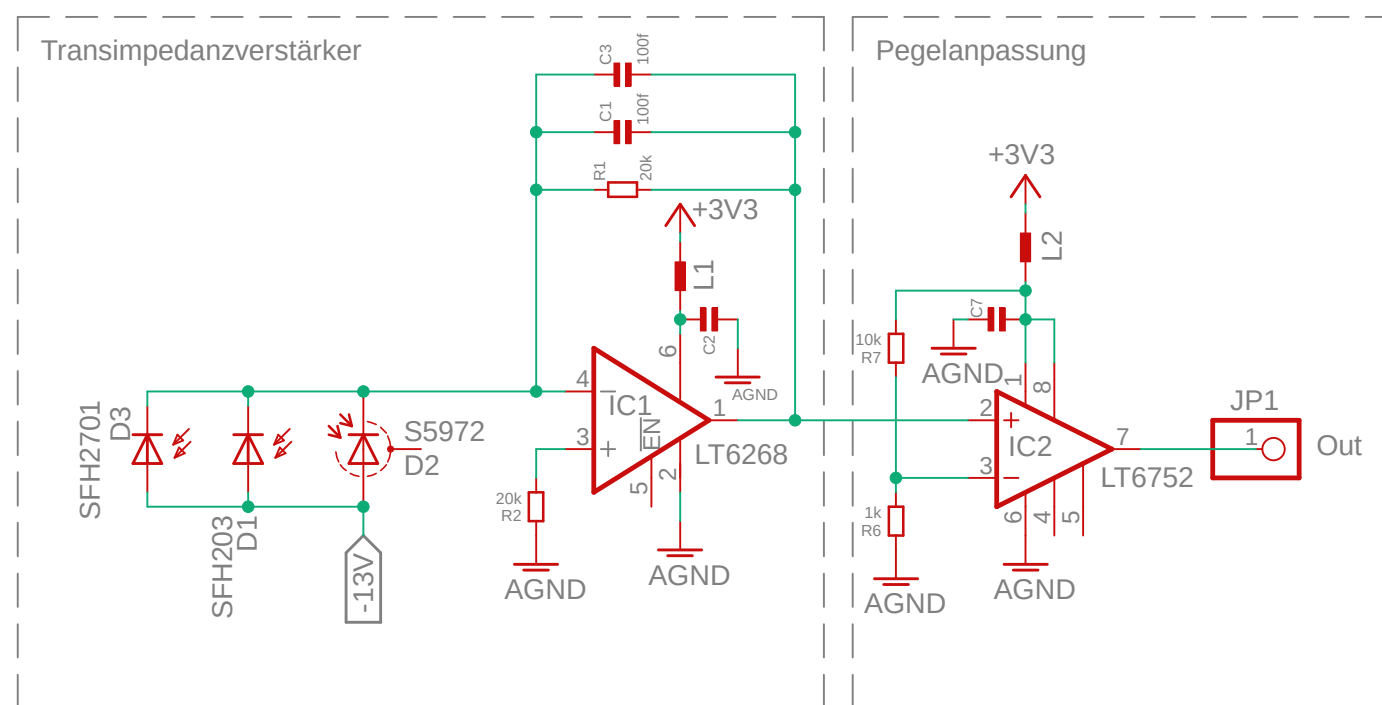 Transimpedanzverstärker
Pegelanpassung
C3
100f
C1
100f
R1
20k
+3V3
L1
C2
AGND
6
4
3
IC1
EN
1
LT6268
5
2
AGND
20k
R2
AGND
SFH2701
D3
SFH203
D1
S5972
D2
-13V
+3V3
L2
C7
AGND
10k
R7
1
8
2
3
IC2
7
LT6752
6
4
5
AGND
1k
R6
AGND
JP1
1
Out